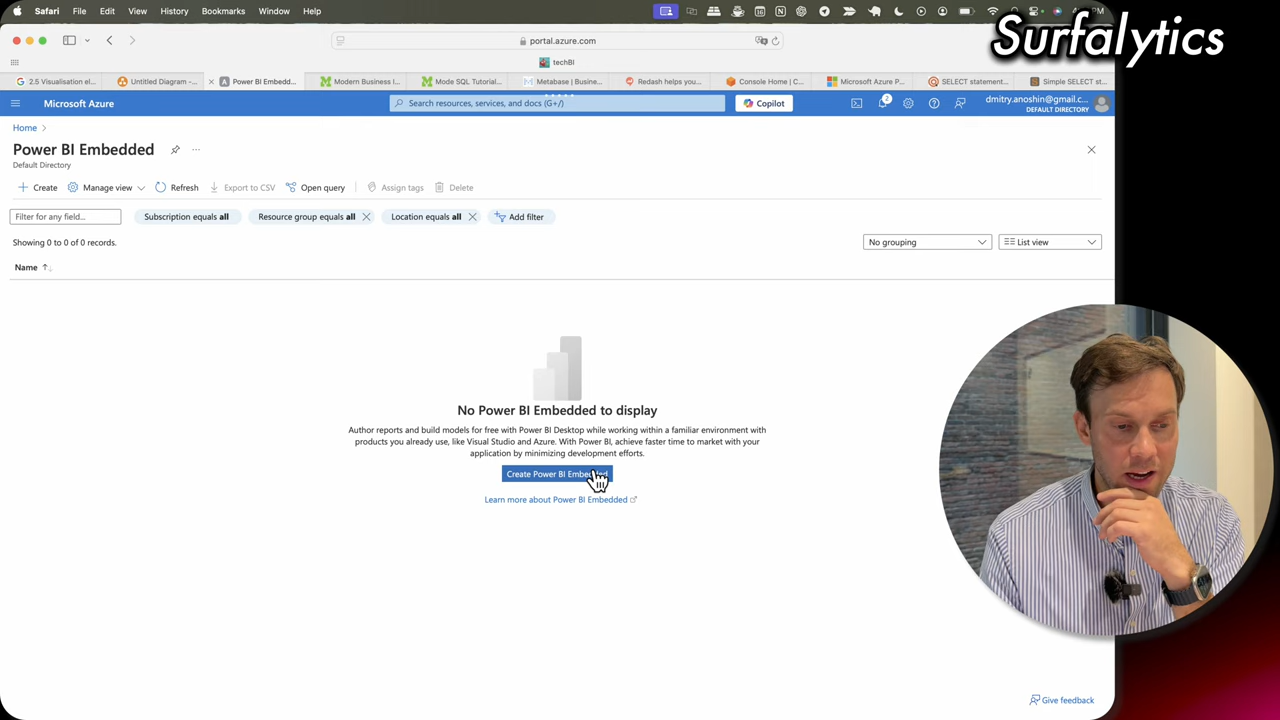 Safari File Edit View History Bookmarks Window Help
Surfalytics
portal.azure.com
techBI
2.5 Visualisation el...
Untitled Diagram -...
Power BI Embedd...
Modern Business I...
Mode SQL Tutorial...
Metabase | Busine...
Redash helps you...
Console Home | C...
Microsoft Azure P...
SELECT statement...
Simple SELECT st...
Microsoft Azure
Search resources, services, and docs (G+/)
Copilot
2
dmitry.anoshin@gmail.c...
DEFAULT DIRECTORY
Home
Power BI Embedded
Default Directory
Create Manage view Refresh Export to CSV Open query Assign tags Delete
Filter for any field... Subscription equals all Resource group equals all Location equals all Add filter
Showing 0 to 0 of 0 records.
No grouping List view
Name
No Power BI Embedded to display
Author reports and build models for free with Power BI Desktop while working within a familiar environment with
products you already use, like Visual Studio and Azure. With Power BI, achieve faster time to market with your
application by minimizing development efforts.
Create Power BI Embedded
Learn more about Power BI Embedded
Give feedback